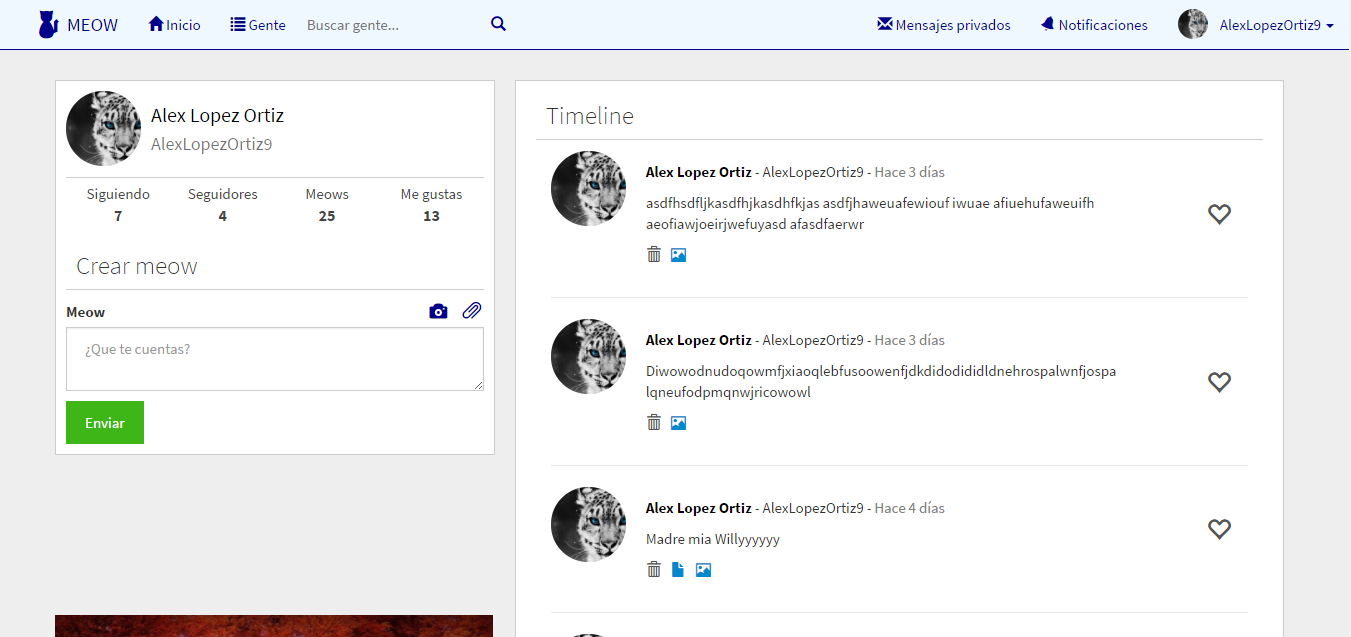 MEOW Inicio Gente Buscar gente... Mensajes privados Notificaciones AlexLopezOrtiz9
Alex Lopez Ortiz
AlexLopezOrtiz9
Siguiendo Seguidores Meows Me gustas
7 4 25 13
Crear meow
Meow
¿Que te cuentas?
Enviar
Timeline
Alex Lopez Ortiz - AlexLopezOrtiz9 - Hace 3 días
asdfhsdfljkasdfhjkasdhfkjas asdfjhaweuafewiouf iwuae afiuehufaweuifh
aeofiawjoeirjwefuyasd afasdfaerwr
Alex Lopez Ortiz - AlexLopezOrtiz9 - Hace 3 días
Diwowodnudoqowmfjxiaoqlebfusoowenfjdkdidodididldnehrospalwnfjospa
lqneufodpmqnwjricowowl
Alex Lopez Ortiz - AlexLopezOrtiz9 - Hace 4 días
Madre mia Willyyyyyy